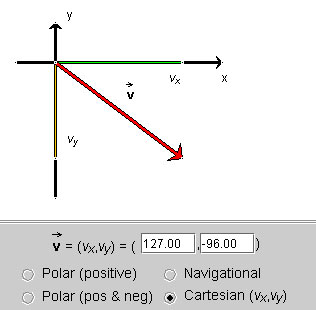 y
x
vx
v
vy
v = (vx,vy) = ( 127.00 , -96.00 )
Polar (positive) Navigational
Polar (pos & neg) Cartesian (vx,vy)